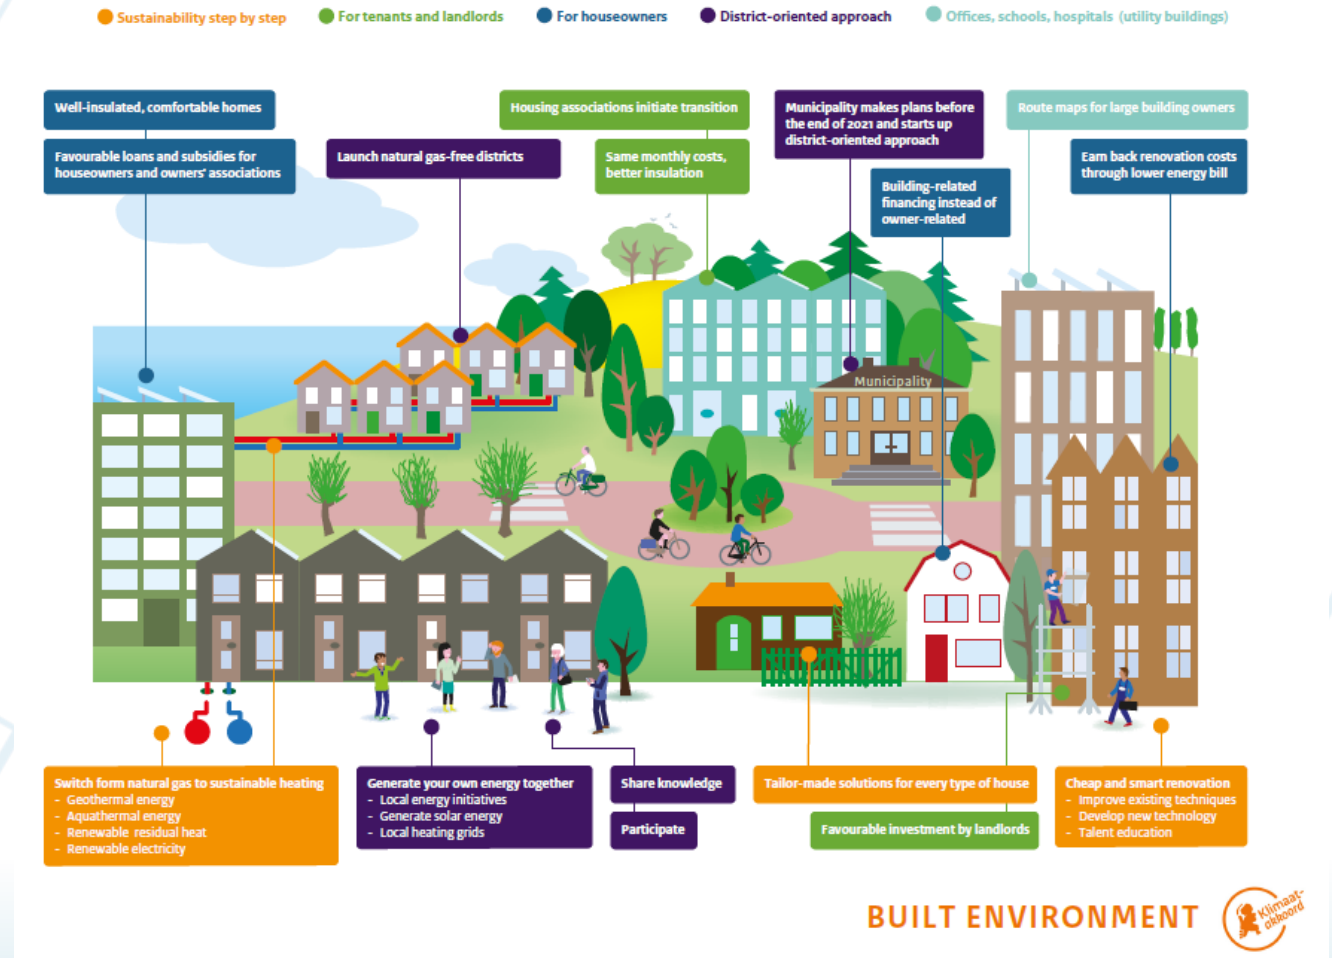 Sustainability step by step
For tenants and landlords
For houseowners
District-oriented approach
Offices, schools, hospitals (utility buildings)
Well-insulated, comfortable homes
Favourable loans and subsidies for
houseowners and owners' associations
Launch natural gas-free districts
Housing associations initiate transition
Same monthly costs,
better insulation
Municipality makes plans before
the end of 2021 and starts up
district-oriented approach
Building-related
financing instead of
owner-related
Route maps for large building owners
Earn back renovation costs
through lower energy bill
Municipality
Switch form natural gas to sustainable heating
- Geothermal energy
- Aquathermal energy
- Renewable residual heat
- Renewable electricity
Generate your own energy together
- Local energy initiatives
- Generate solar energy
- Local heating grids
Share knowledge
Participate
Tailor-made solutions for every type of house
Favourable investment by landlords
Cheap and smart renovation
- Improve existing techniques
- Develop new technology
- Talent education
BUILT ENVIRONMENT
Klimaat-
akkoord